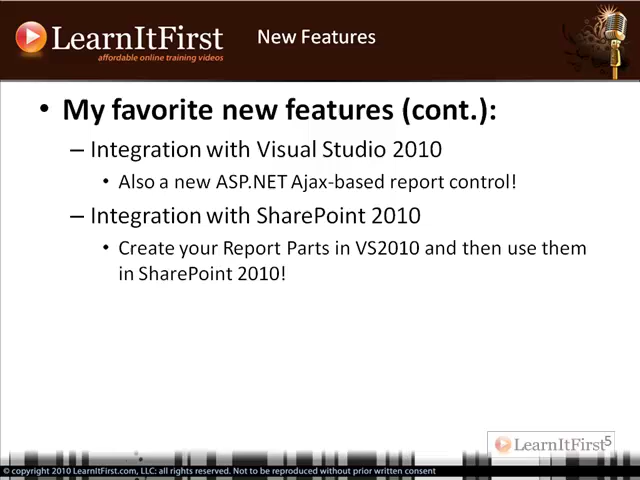 LearnItFirst
affordable online training videos
New Features
• My favorite new features (cont.):
– Integration with Visual Studio 2010
• Also a new ASP.NET Ajax-based report control!
– Integration with SharePoint 2010
• Create your Report Parts in VS2010 and then use them
in SharePoint 2010!
LearnItFirst 5
© copyright 2010 LearnItFirst.com, LLC: all rights reserved. Not to be reproduced without prior written consent